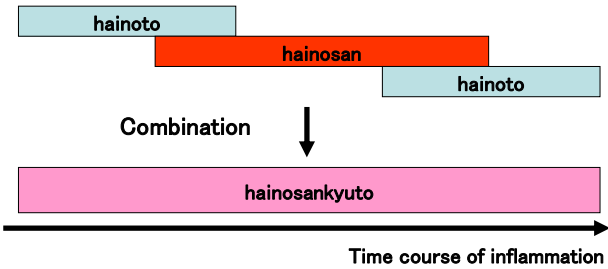 hainoto
hainosan
hainoto
Combination
hainosankyuto
Time course of inflammation